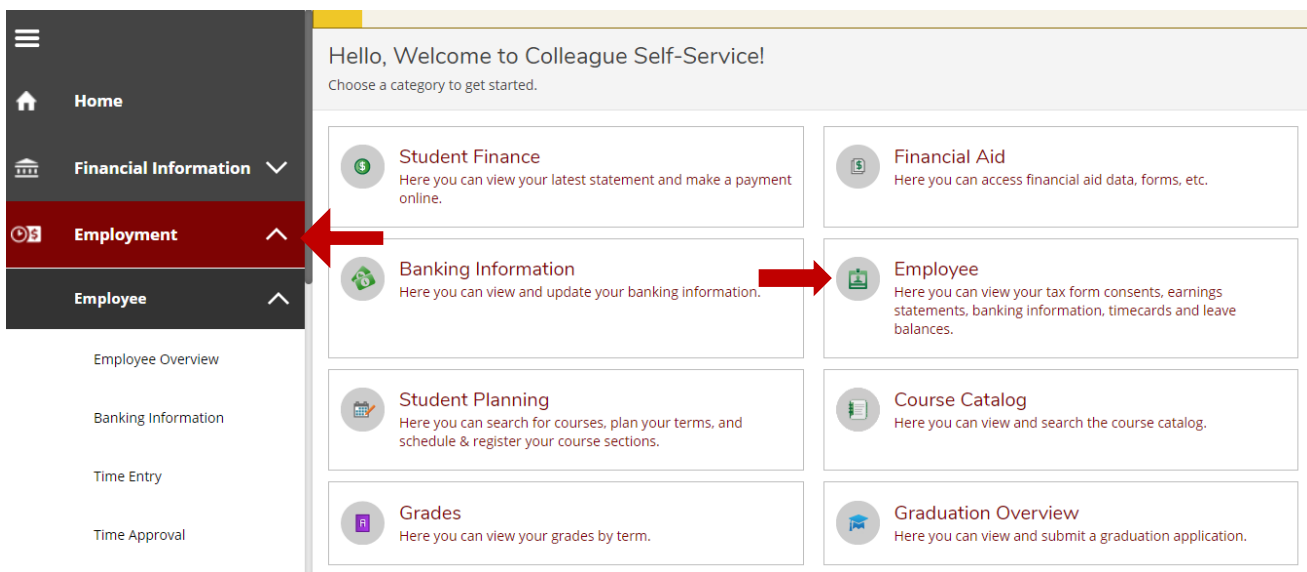 Home
Financial Information
Employment
Employee
Employee Overview
Banking Information
Time Entry
Time Approval
Hello, Welcome to Colleague Self-Service!
Choose a category to get started.
Student Finance
Here you can view your latest statement and make a payment
online.
Financial Aid
Here you can access financial aid data, forms, etc.
Banking Information
Here you can view and update your banking information.
Employee
Here you can view your tax form consents, earnings
statements, banking information, timecards and leave
balances.
Student Planning
Here you can search for courses, plan your terms, and
schedule & register your course sections.
Course Catalog
Here you can view and search the course catalog.
Grades
Here you can view your grades by term.
Graduation Overview
Here you can view and submit a graduation application.